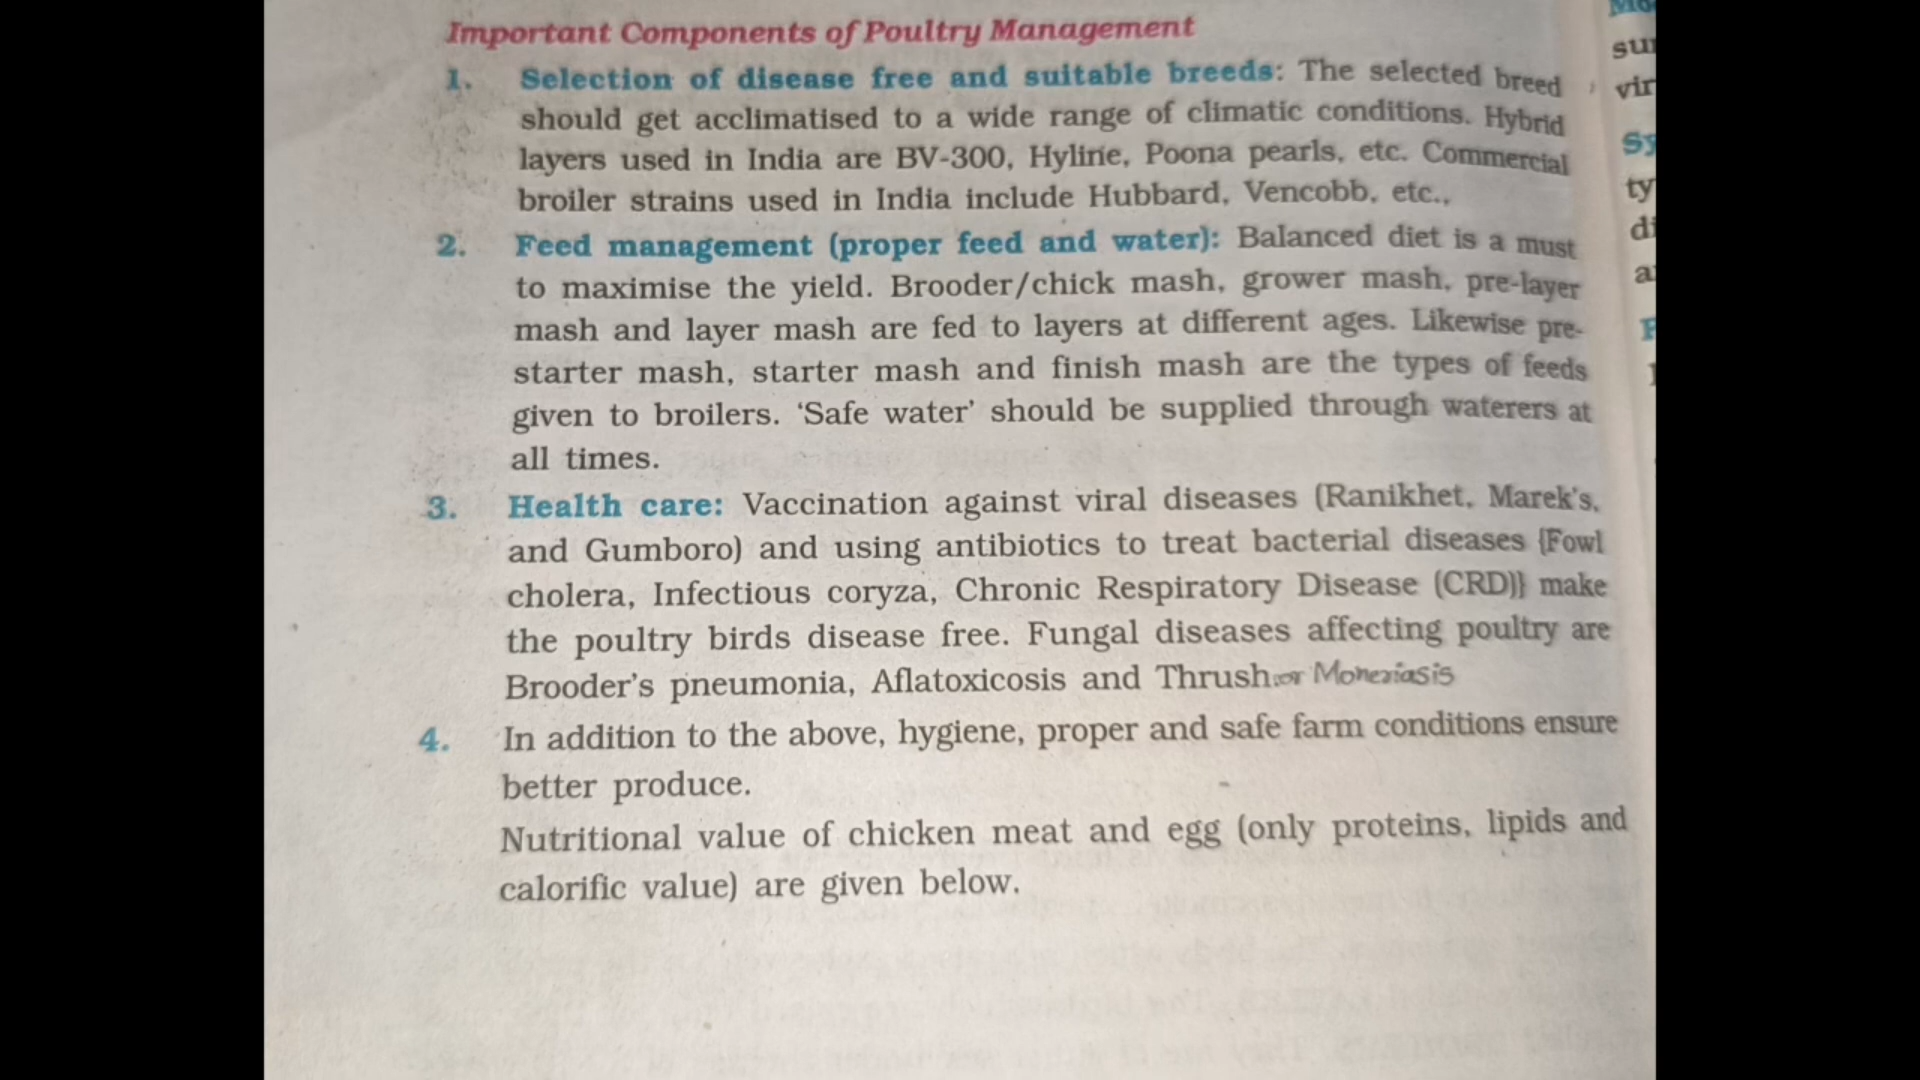 Important Components of Poultry Management
1. Selection of disease free and suitable breeds: The selected breed
should get acclimatised to a wide range of climatic conditions. Hybrid
layers used in India are BV-300, Hyline, Poona pearls, etc. Commercial
broiler strains used in India include Hubbard, Vencobb, etc.,
2. Feed management (proper feed and water): Balanced diet is a must
to maximise the yield. Brooder/chick mash, grower mash, pre-layer
mash and layer mash are fed to layers at different ages. Likewise pre-
starter mash, starter mash and finish mash are the types of feeds
given to broilers. ‘Safe water’ should be supplied through waterers at
all times.
3. Health care: Vaccination against viral diseases (Ranikhet, Marek's,
and Gumboro) and using antibiotics to treat bacterial diseases {Fowl
cholera, Infectious coryza, Chronic Respiratory Disease (CRD)} make
the poultry birds disease free. Fungal diseases affecting poultry are
Brooder’s pneumonia, Aflatoxicosis and Thrush. or
4. In addition to the above, hygiene, proper and safe farm conditions ensure
better produce.
Nutritional value of chicken meat and egg (only proteins, lipids and
calorific value) are given below.